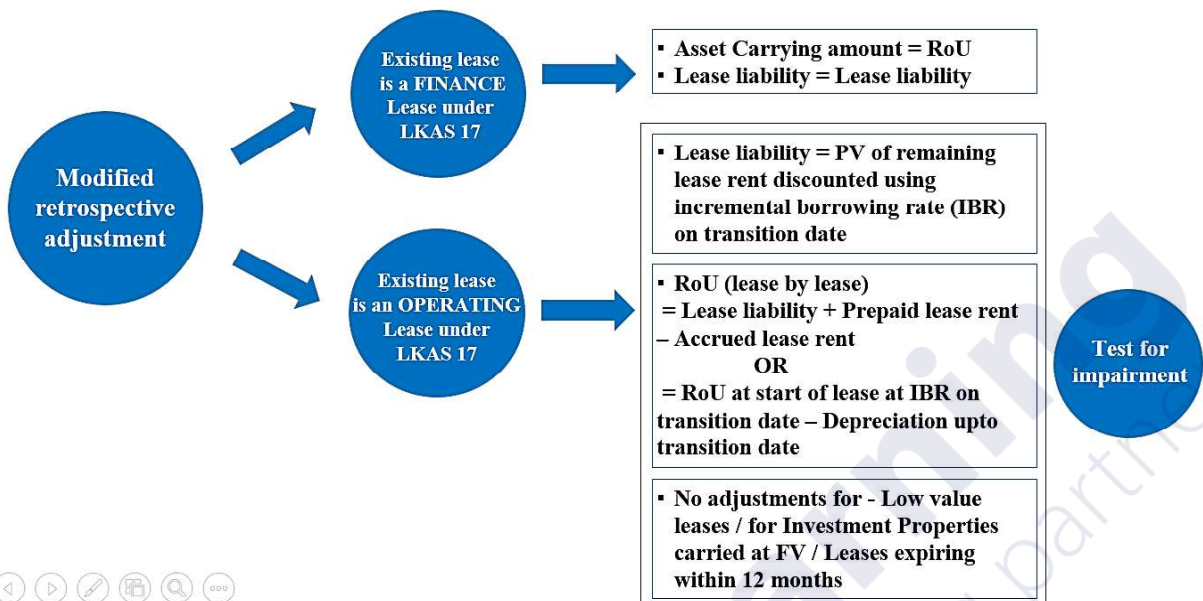 Modified
retrospective
adjustment
Existing lease
is a FINANCE
Lease under
LKAS 17
▪ Asset Carrying amount = RoU
▪ Lease liability = Lease liability
Existing lease
is an OPERATING
Lease under
LKAS 17
▪ Lease liability = PV of remaining
lease rent discounted using
incremental borrowing rate (IBR)
on transition date
▪ RoU (lease by lease)
= Lease liability + Prepaid lease rent
– Accrued lease rent
OR
= RoU at start of lease at IBR on
transition date – Depreciation upto
transition date
▪ No adjustments for - Low value
leases / for Investment Properties
carried at FV / Leases expiring
within 12 months
Test for
impairment